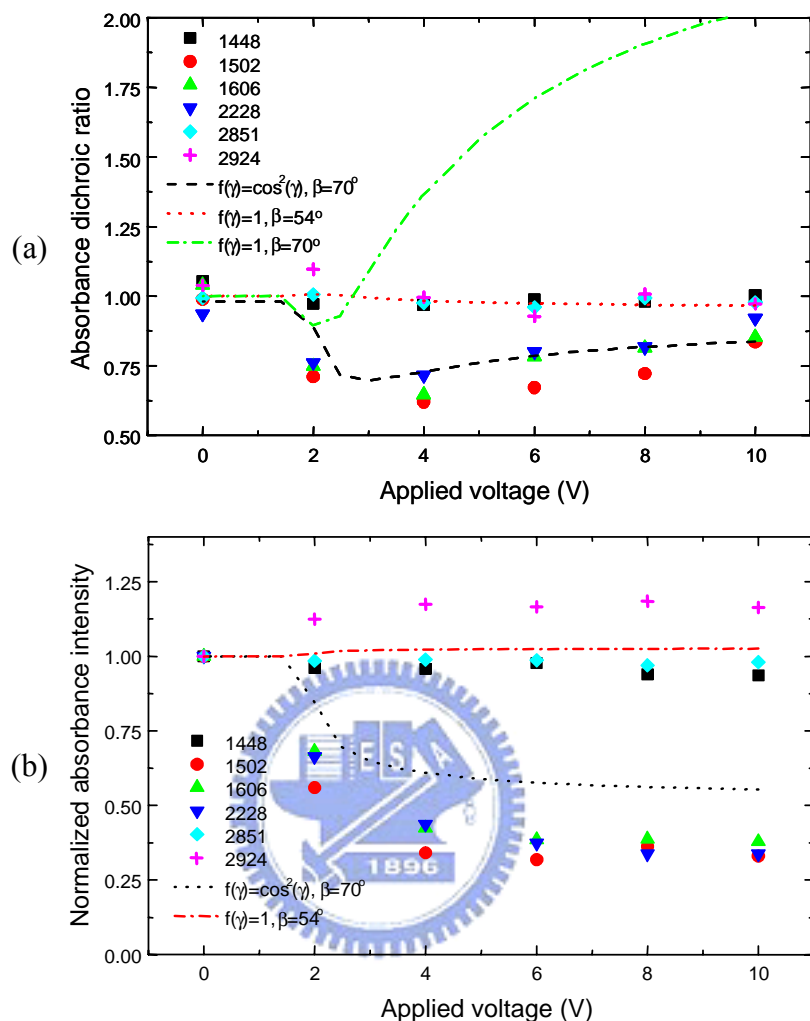 (a)
Absorbance dichroic ratio
2.00
1.75
1.50
1.25
1.00
0.75
0.50
1448
1502
1606
2228
2851
2924
f(γ)=cos²(γ), β=70°
f(γ)=1, β=54º
f(γ)=1, β=70º
0 2 4 6 8 10
Applied voltage (V)
(b)
Normalized absorbance intensity
1.25
1.00
0.75
0.50
0.25
0.00
1448
1502
1606
2228
2851
2924
f(γ)=cos²(γ), β=70°
f(γ)=1, β=54°
E S A
1896
0 2 4 6 8 10
Applied voltage (V)